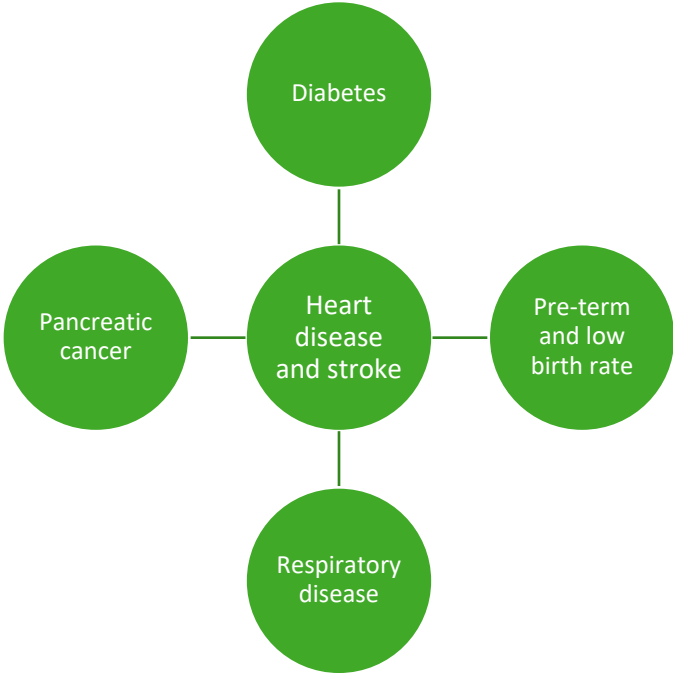 Diabetes
Pancreatic
cancer
Heart
disease
and stroke
Pre-term
and low
birth rate
Respiratory
disease